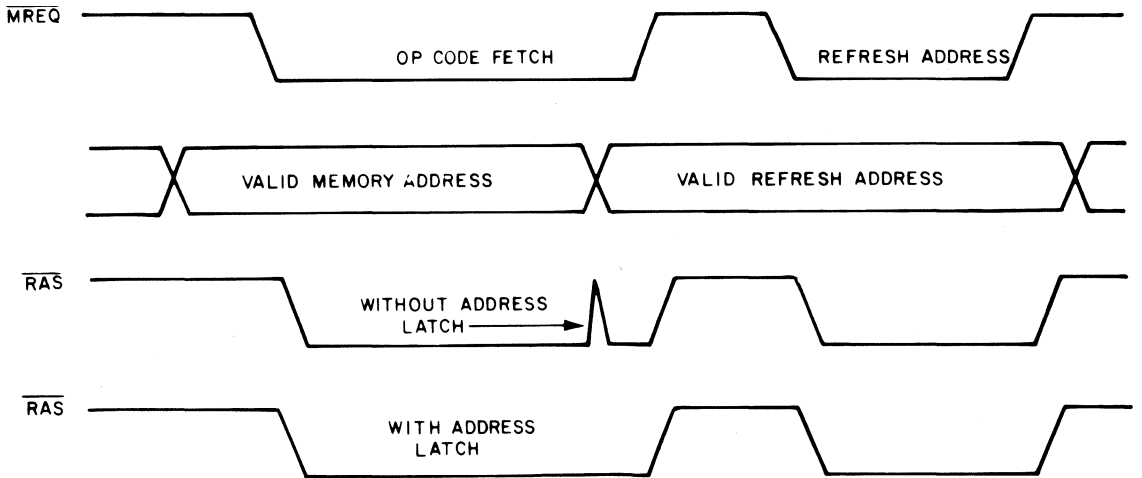 MREQ
OP CODE FETCH
REFRESH ADDRESS
VALID MEMORY ADDRESS
VALID REFRESH ADDRESS
RAS
WITHOUT ADDRESS
LATCH
RAS
WITH ADDRESS
LATCH